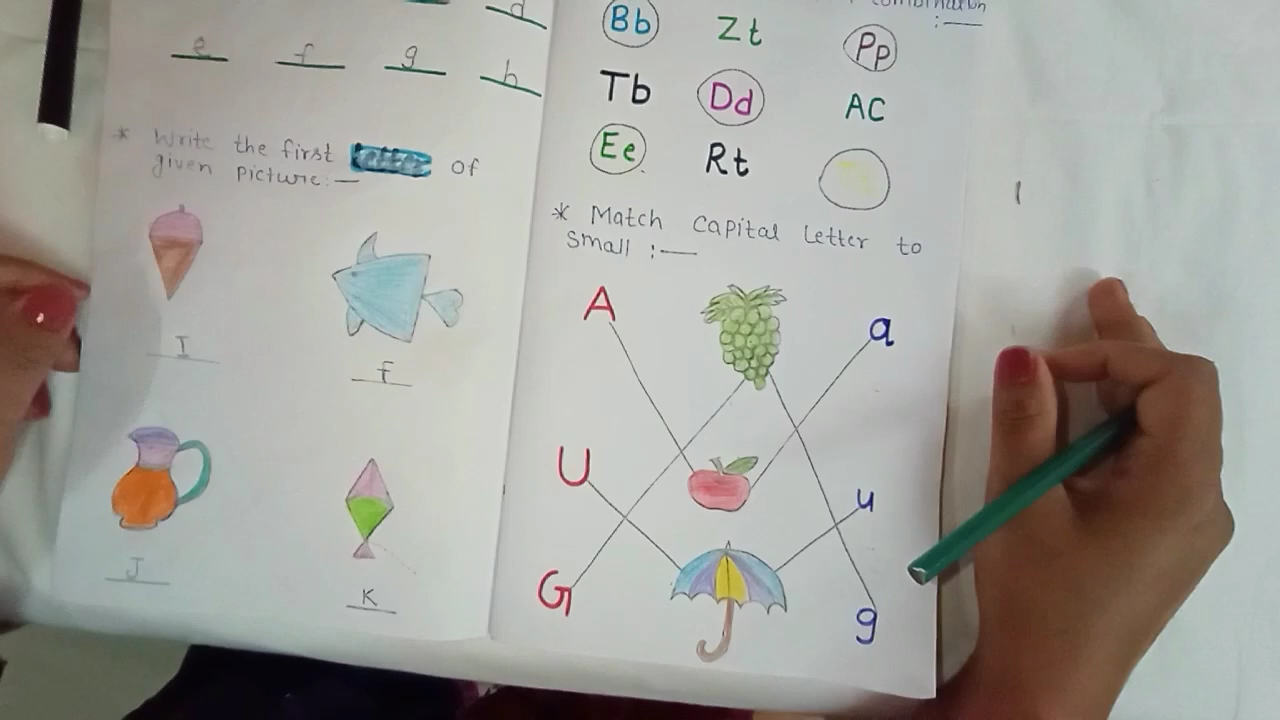 d
e f g h
* Write the first letter of
given picture:—
I f
J K
combination
:—
Bb Zt Pp
Tb Dd AC
Ee Rt
* Match Capital letter to
Small :—
A a
U u
G g